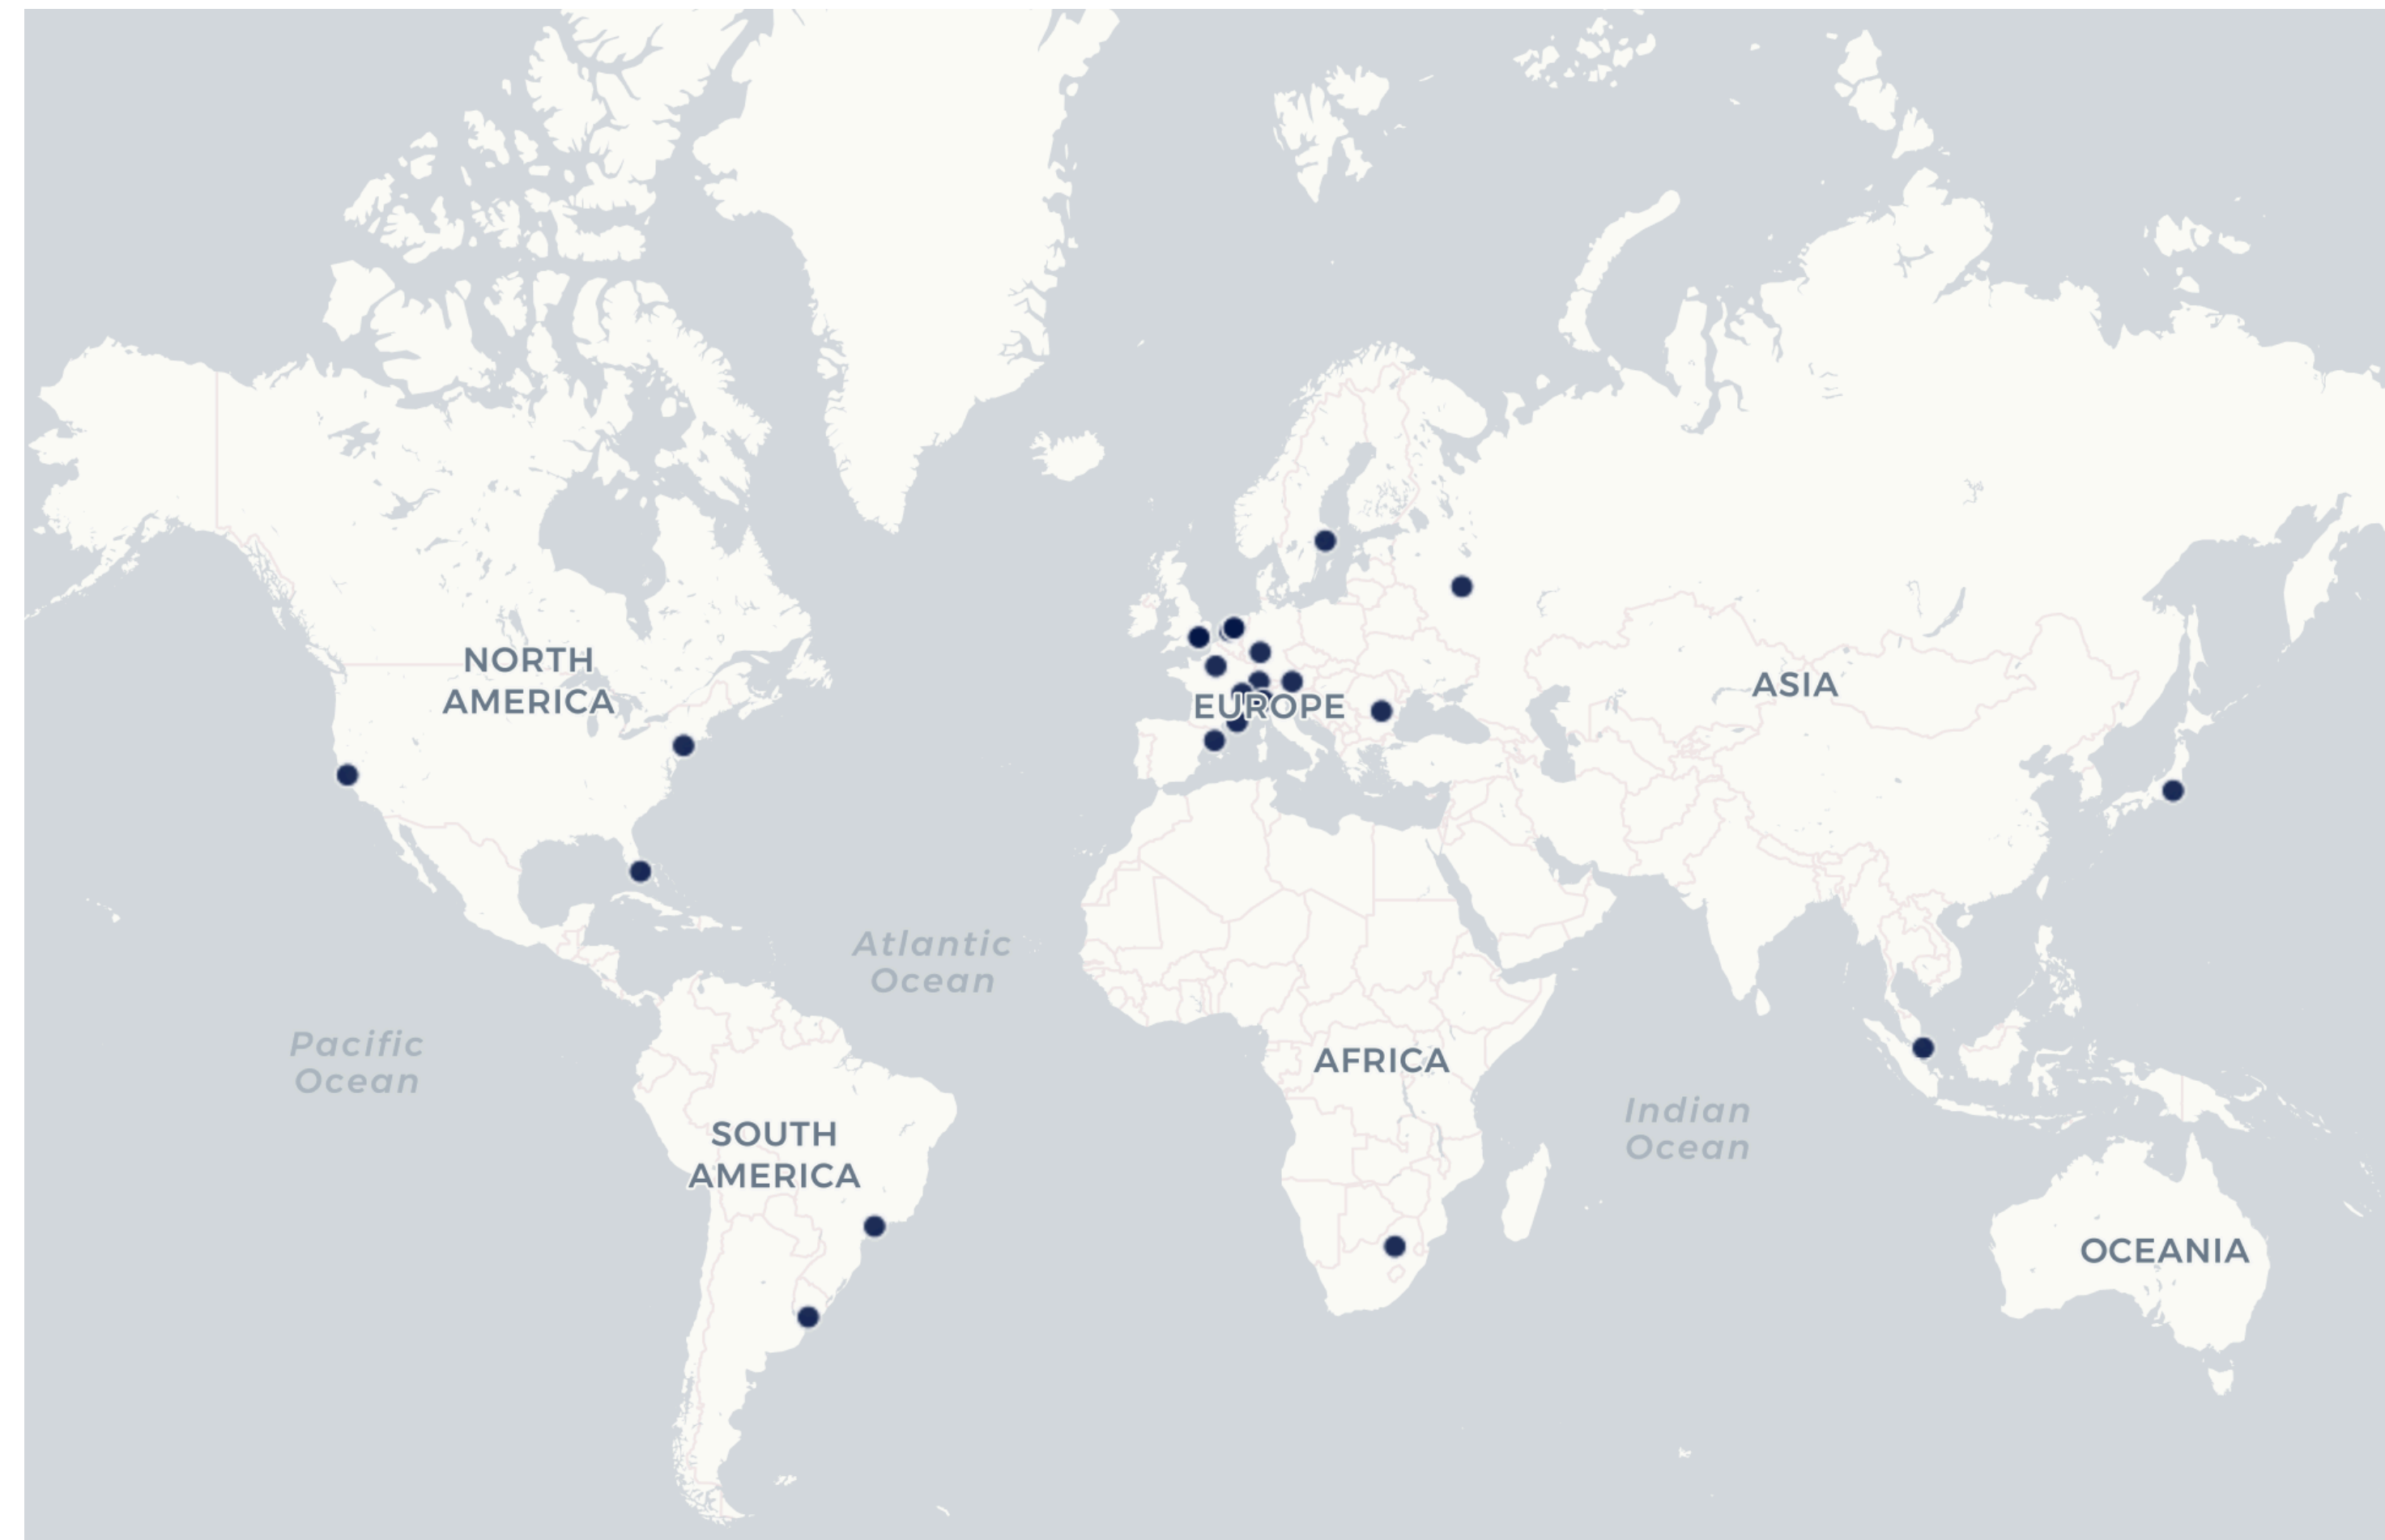 NORTH
AMERICA
EUROPE
ASIA
Atlantic
Ocean
Pacific
Ocean
AFRICA
SOUTH
AMERICA
Indian
Ocean
OCEANIA